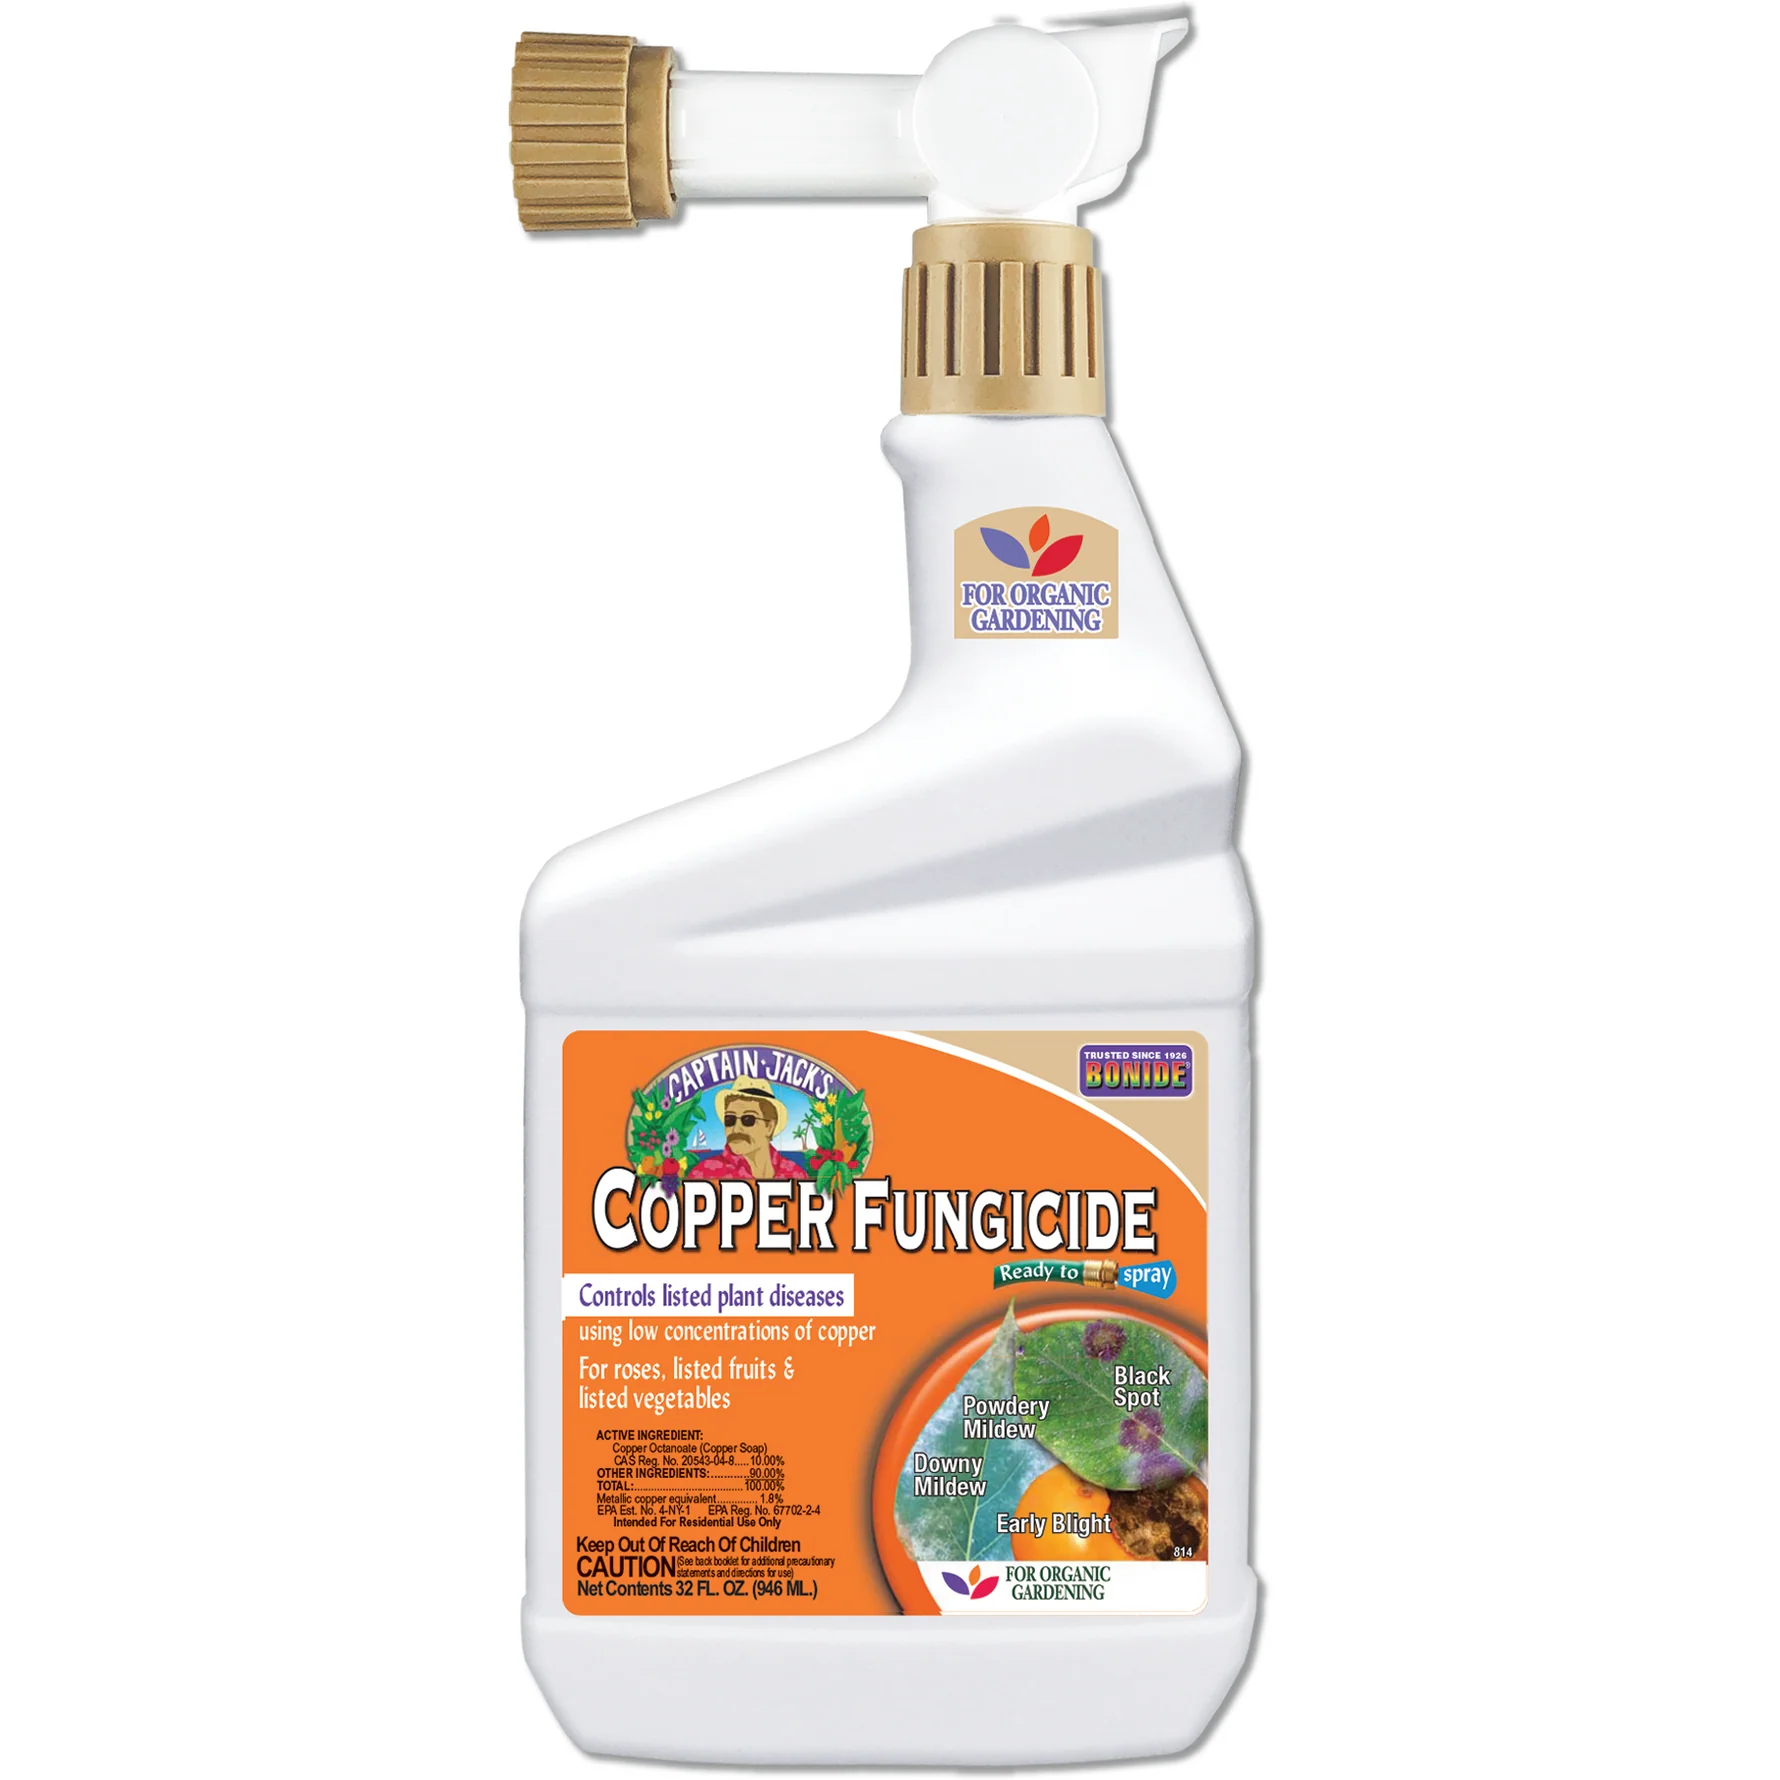 FOR ORGANIC
GARDENING
CAPTAIN JACK'S
TRUSTED SINCE 1926
BONIDE®
COPPER FUNGICIDE
Ready to spray
Controls listed plant diseases
using low concentrations of copper
For roses, listed fruits &
listed vegetables
ACTIVE INGREDIENT:
Copper Octanoate (Copper Soap)
CAS Reg. No. 20543-04-8.....10.00%
OTHER INGREDIENTS:...........90.00%
TOTAL:.....................................100.00%
Metallic copper equivalent..............1.8%
EPA Est. No. 4-NY-1 EPA Reg. No. 67702-2-4
Intended For Residential Use Only
Keep Out Of Reach Of Children
CAUTION (See back booklet for additional precautionary
statements and directions for use)
Net Contents 32 FL. OZ. (946 ML.)
Black
Spot
Powdery
Mildew
Downy
Mildew
Early Blight
814
FOR ORGANIC
GARDENING